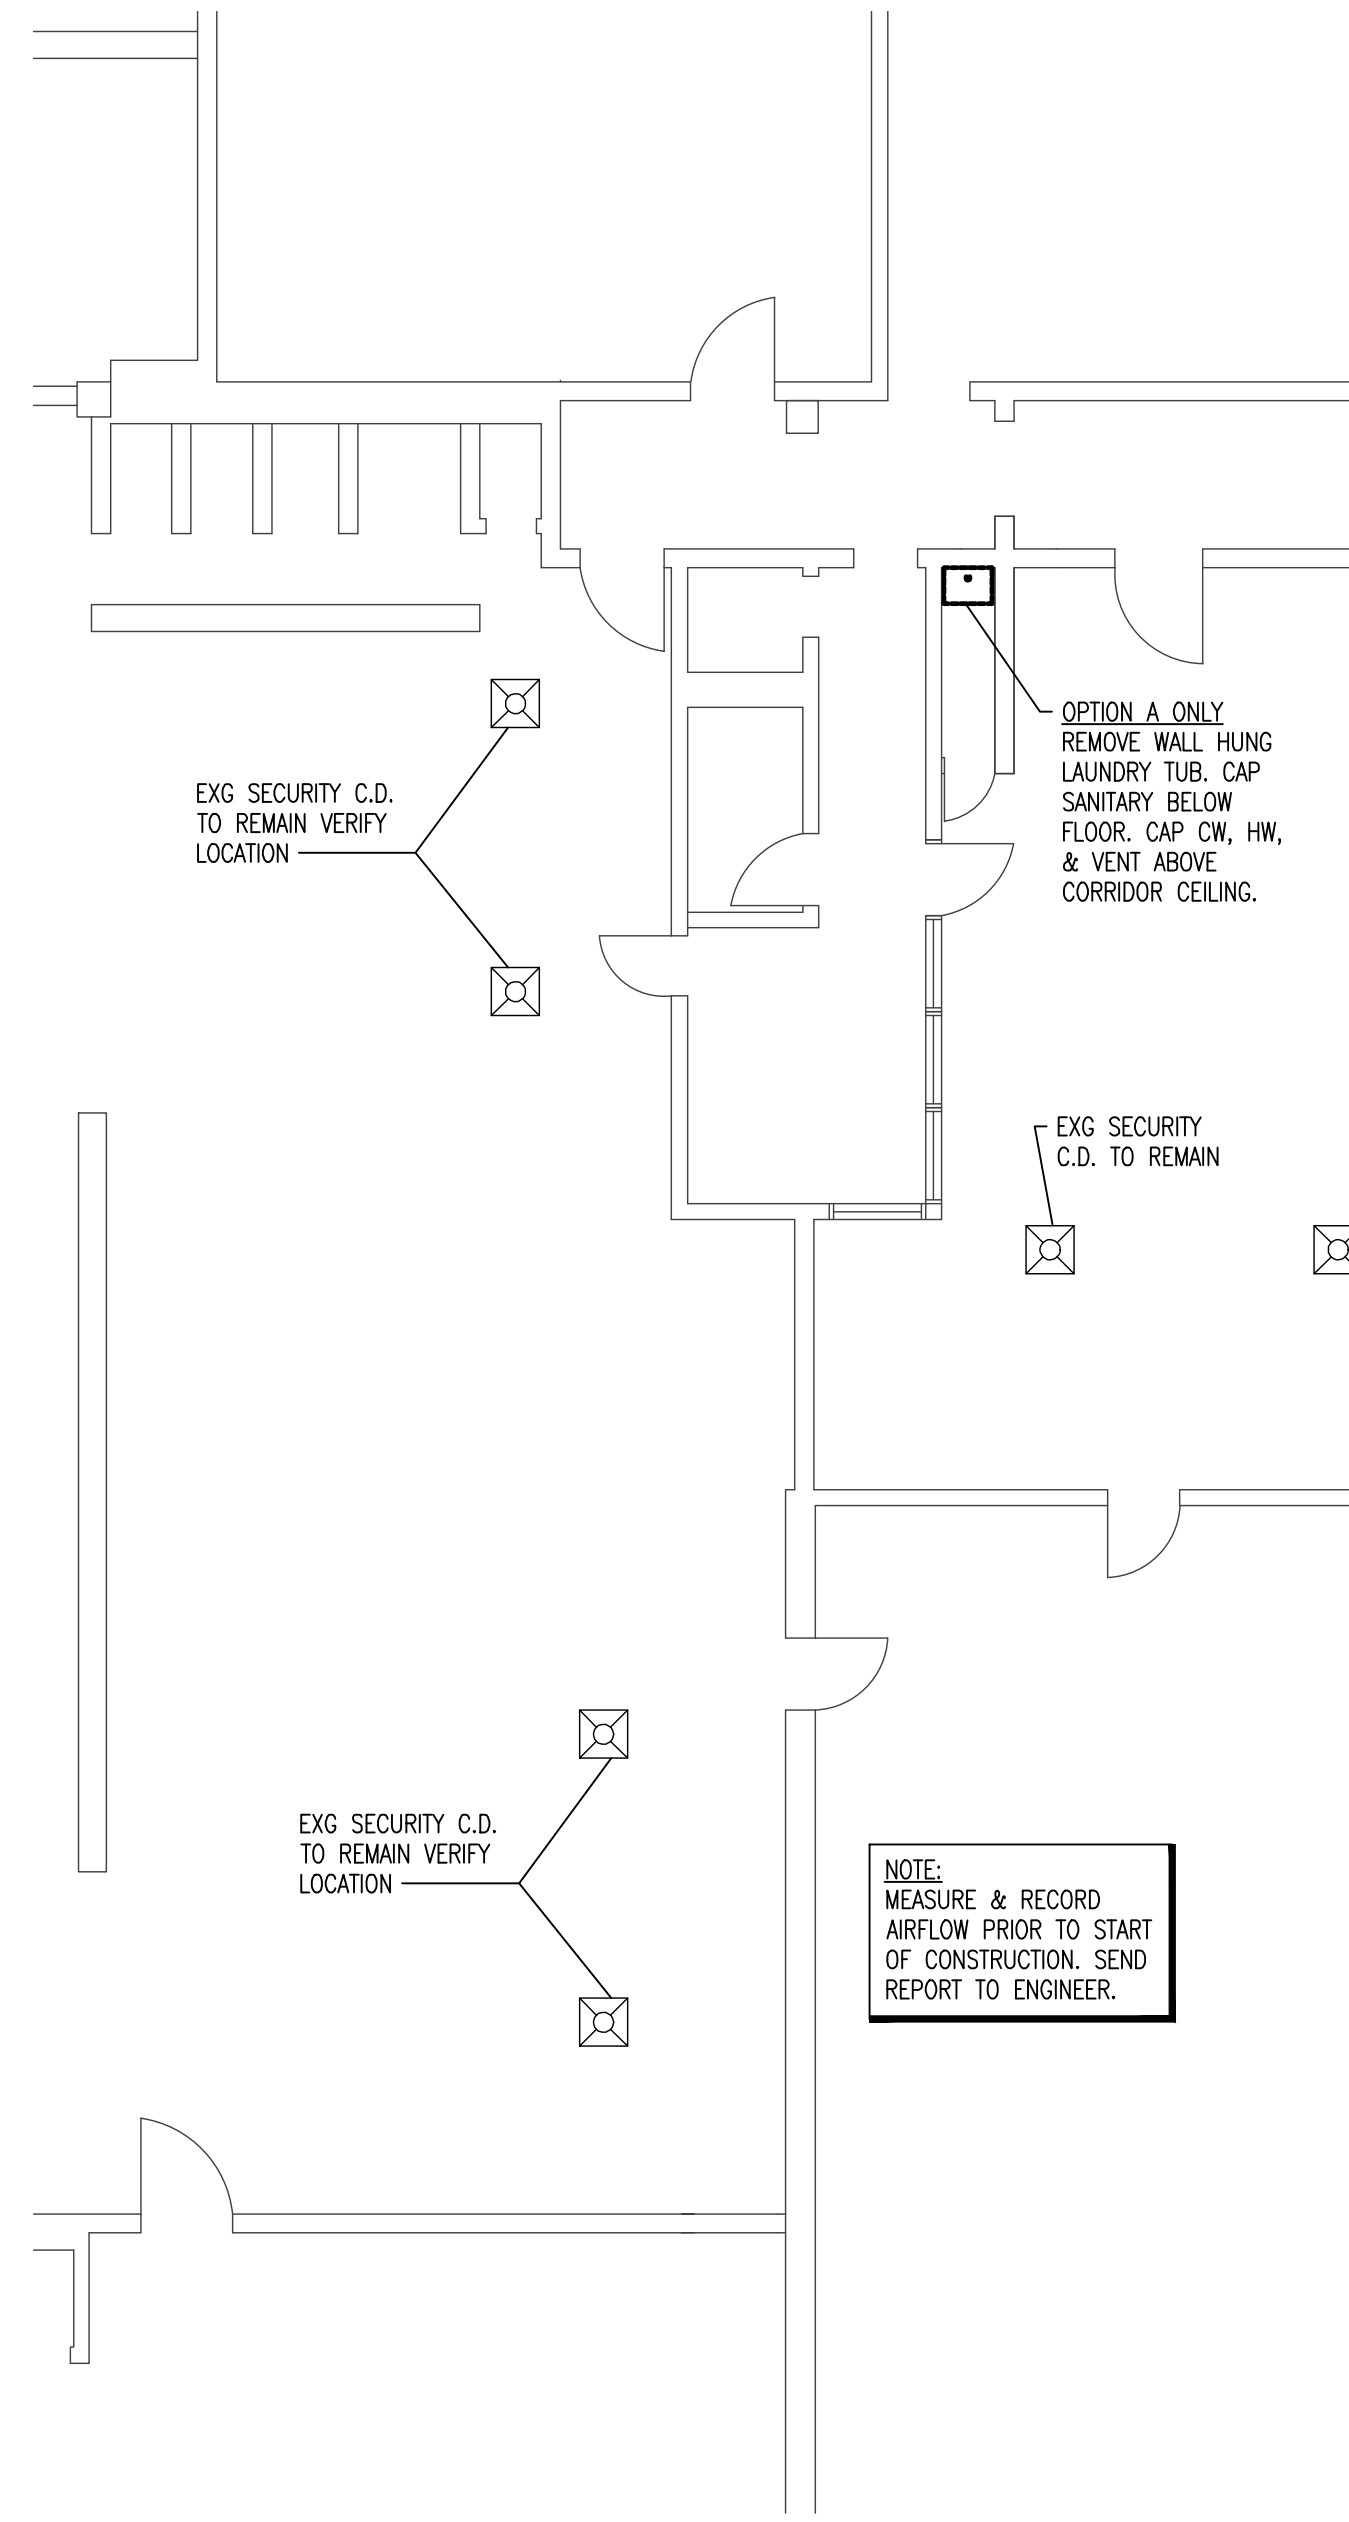 OPTION A ONLY
REMOVE WALL HUNG
LAUNDRY TUB. CAP
SANITARY BELOW
FLOOR. CAP CW, HW,
& VENT ABOVE
CORRIDOR CEILING.
EXG SECURITY C.D.
TO REMAIN VERIFY
LOCATION
EXG SECURITY
C.D. TO REMAIN
EXG SECURITY C.D.
TO REMAIN VERIFY
LOCATION
NOTE:
MEASURE & RECORD
AIRFLOW PRIOR TO START
OF CONSTRUCTION. SEND
REPORT TO ENGINEER.